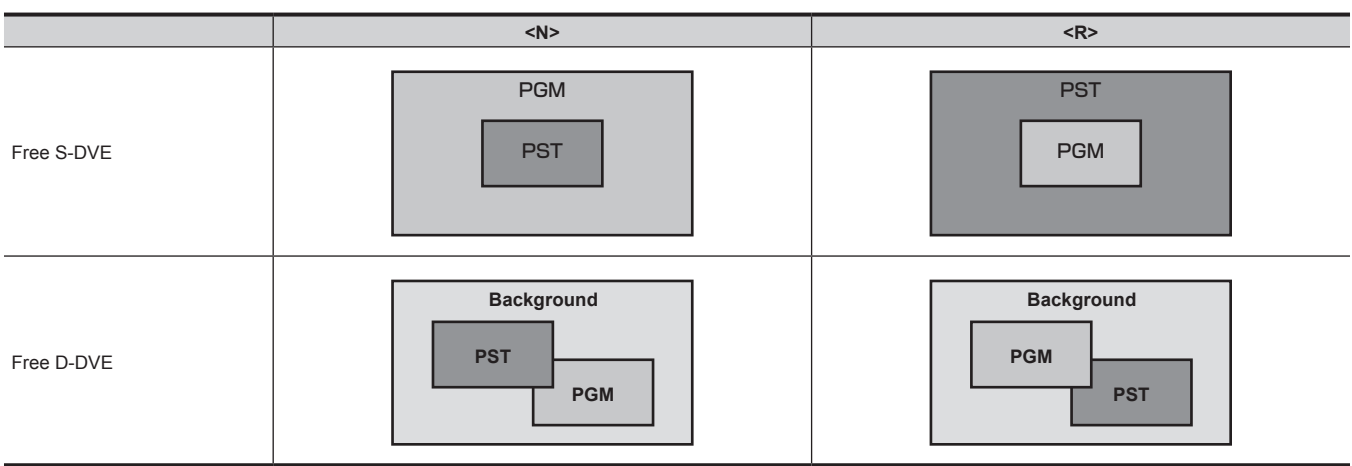 <N> <R>
PGM PST
Free S-DVE PST PGM
Background Background
PST PGM
Free D-DVE
PGM PST